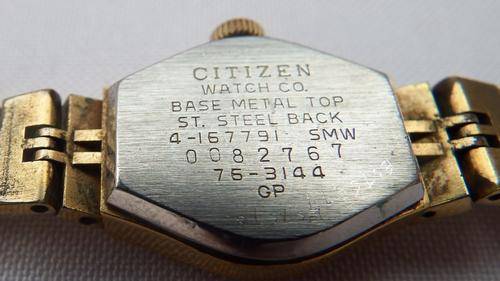 CITIZEN
WATCH CO.
BASE METAL TOP
ST. STEEL BACK
4-167791 SMW
0082767
76-3144
GP